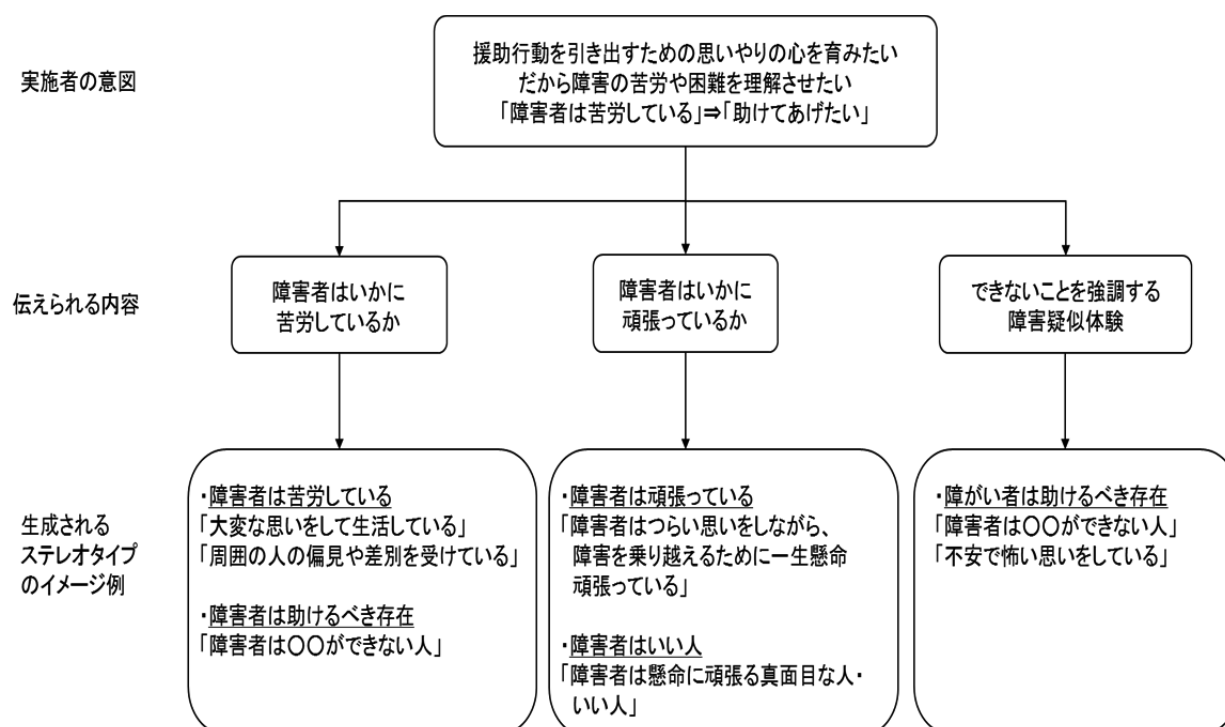 実施者の意図
援助行動を引き出すための思いやりの心を育みたい
だから障害の苦労や困難を理解させたい
「障害者は苦労している」⇒「助けてあげたい」
伝えられる内容
障害者はいかに
苦労しているか
障害者はいかに
頑張っているか
できないことを強調する
障害疑似体験
生成される
ステレオタイプ
のイメージ例
・障害者は苦労している
「大変な思いをして生活している」
「周囲の人の偏見や差別を受けている」
・障害者は助けるべき存在
「障害者は〇〇ができない人」
・障害者は頑張っている
「障害者はつらい思いをしながら、
障害を乗り越えるために一生懸命
頑張っている」
・障害者はいい人
「障害者は懸命に頑張る真面目な人・
いい人」
・障がい者は助けるべき存在
「障害者は〇〇ができない人」
「不安で怖い思いをしている」